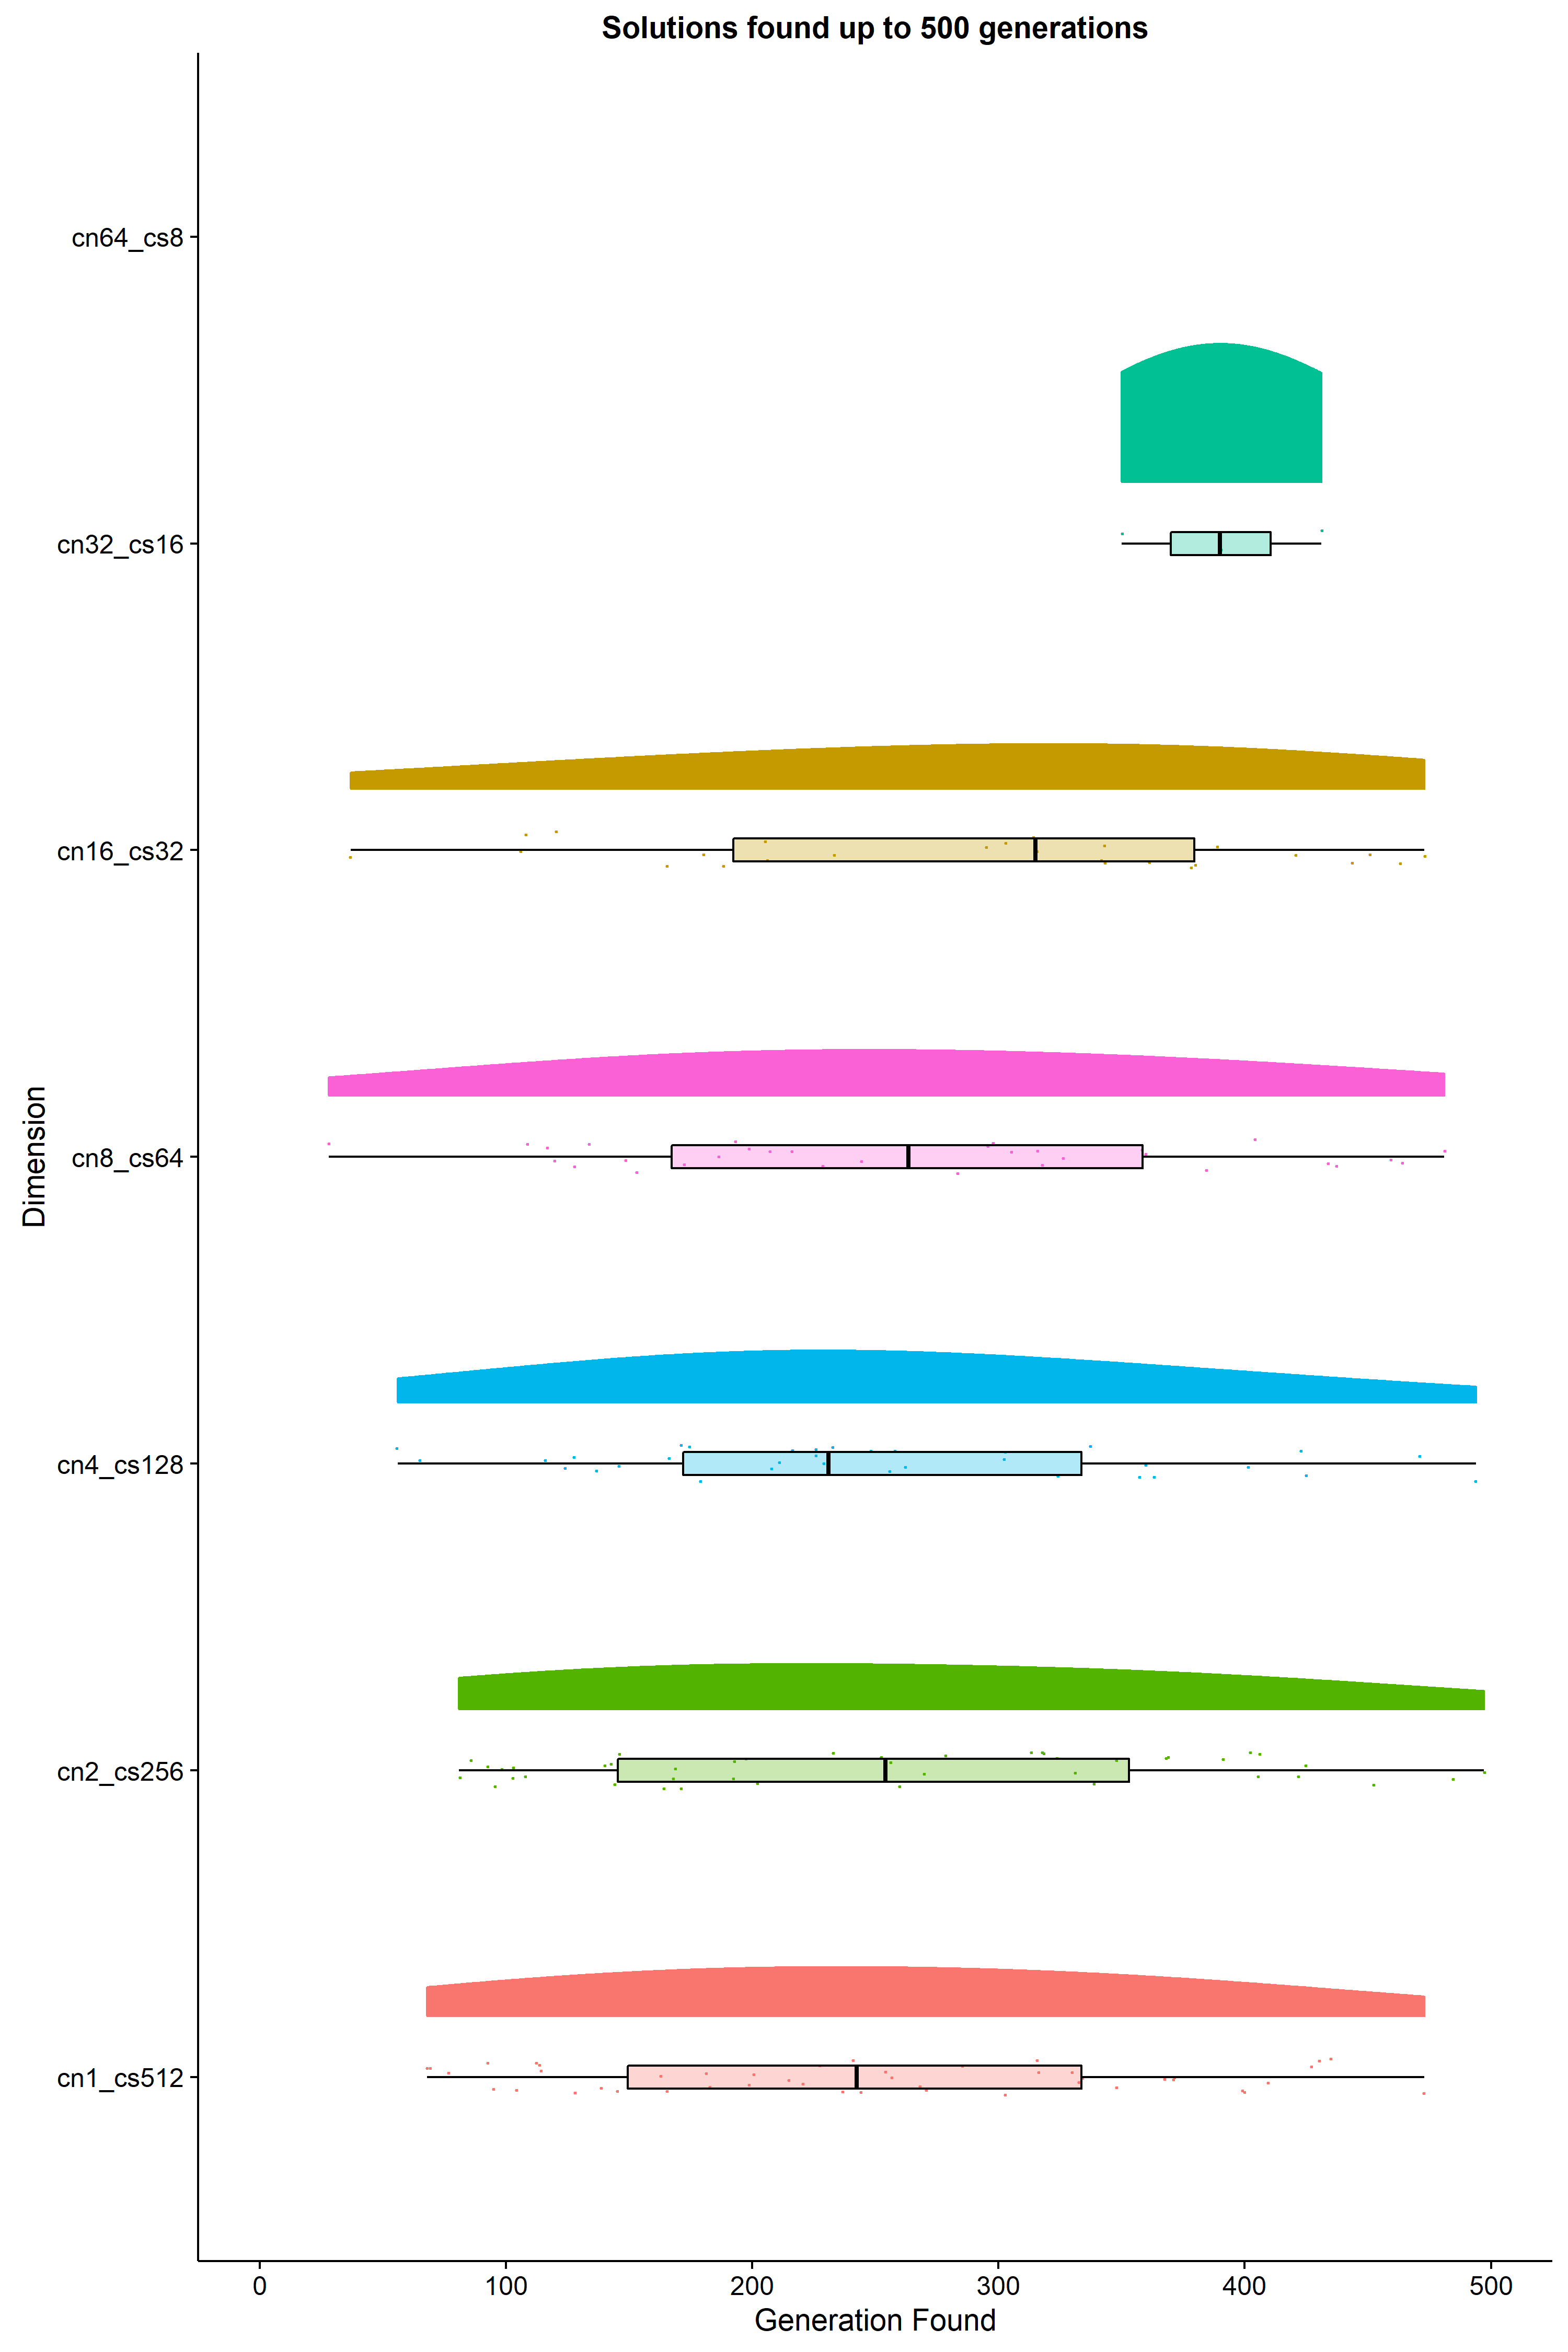 Solutions found up to 500 generations
cn64_cs8
cn32_cs16
cn16_cs32
cn8_cs64
cn4_cs128
cn2_cs256
cn1_cs512
Dimension
0 100 200 300 400 500
Generation Found